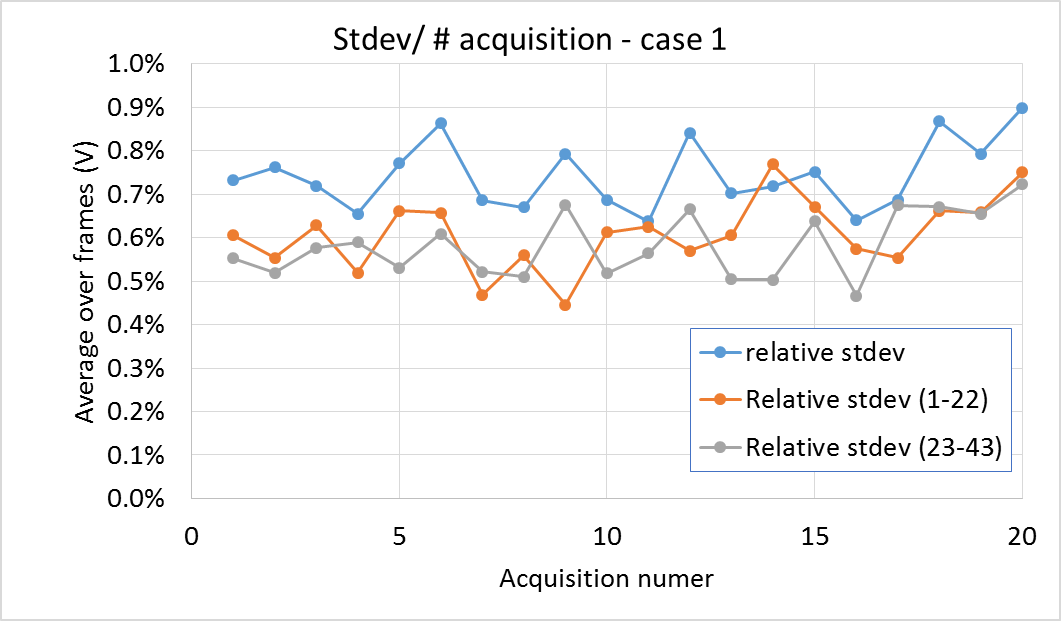 Stdev/ # acquisition - case 1
1.0%
0.9%
0.8%
0.7%
0.6%
0.5%
0.4%
0.3%
0.2%
0.1%
0.0%
Average over frames (V)
relative stdev
Relative stdev (1-22)
Relative stdev (23-43)
0 5 10 15 20
Acquisition numer